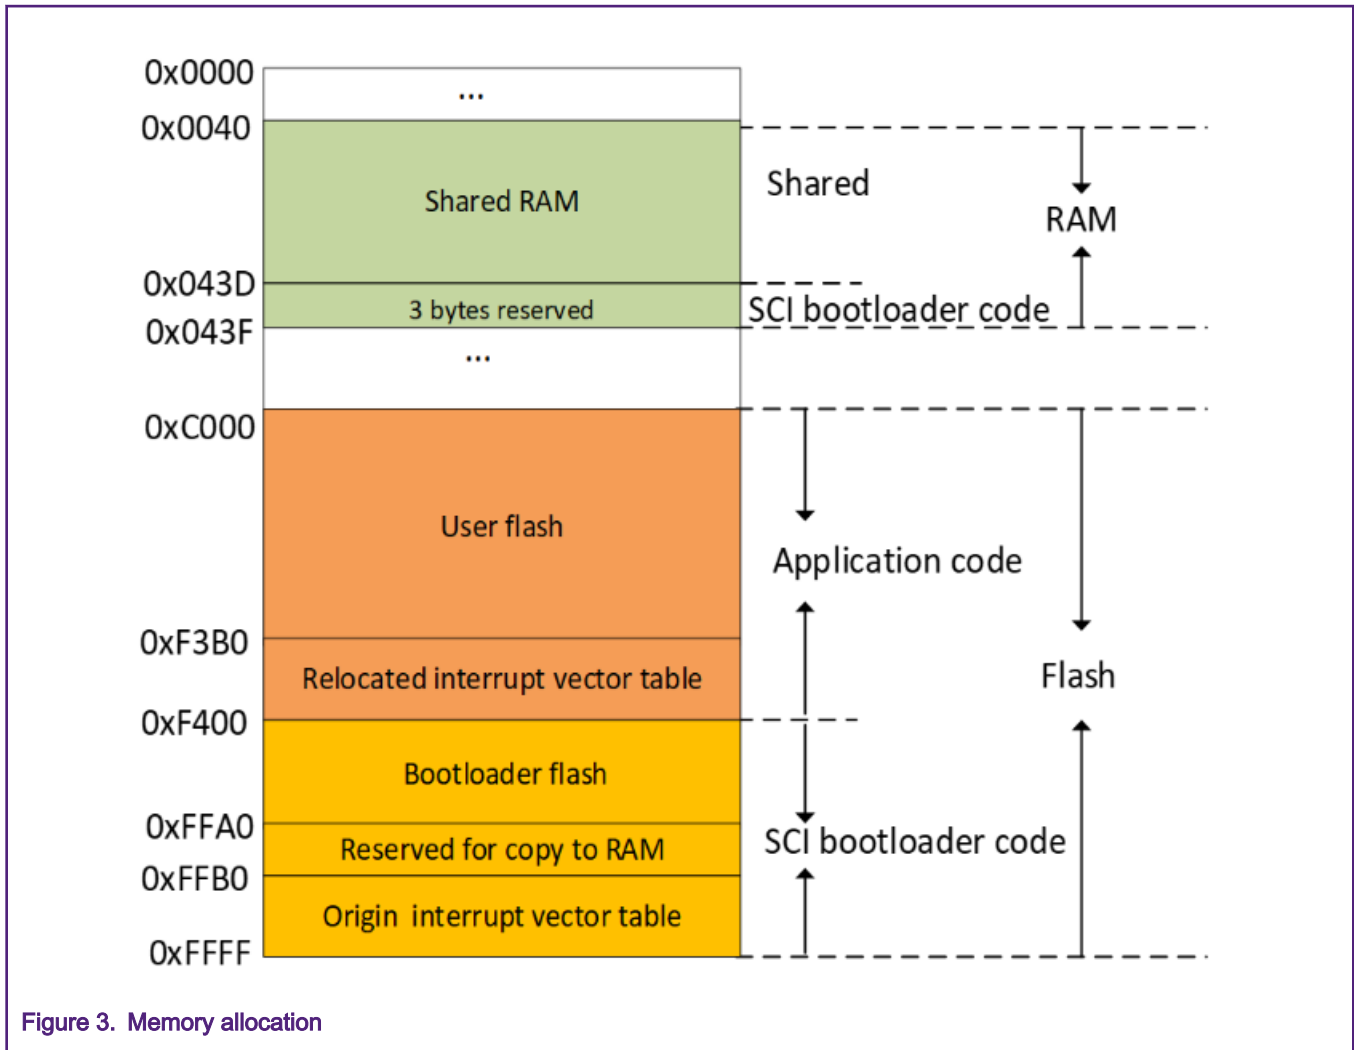 0x0000
...
0x0040
Shared RAM
Shared
RAM
0x043D
3 bytes reserved
SCI bootloader code
0x043F
...
0xC000
User flash
Application code
0xF3B0
Relocated interrupt vector table
Flash
0xF400
Bootloader flash
0xFFA0
Reserved for copy to RAM
SCI bootloader code
0xFFB0
Origin interrupt vector table
0xFFFF
Figure 3. Memory allocation